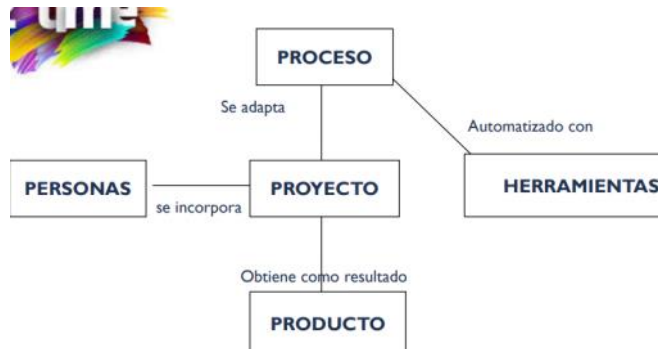 PROCESO
Se adapta
Automatizado con
PERSONAS
se incorpora
PROYECTO
HERRAMIENTAS
Obtiene como resultado
PRODUCTO